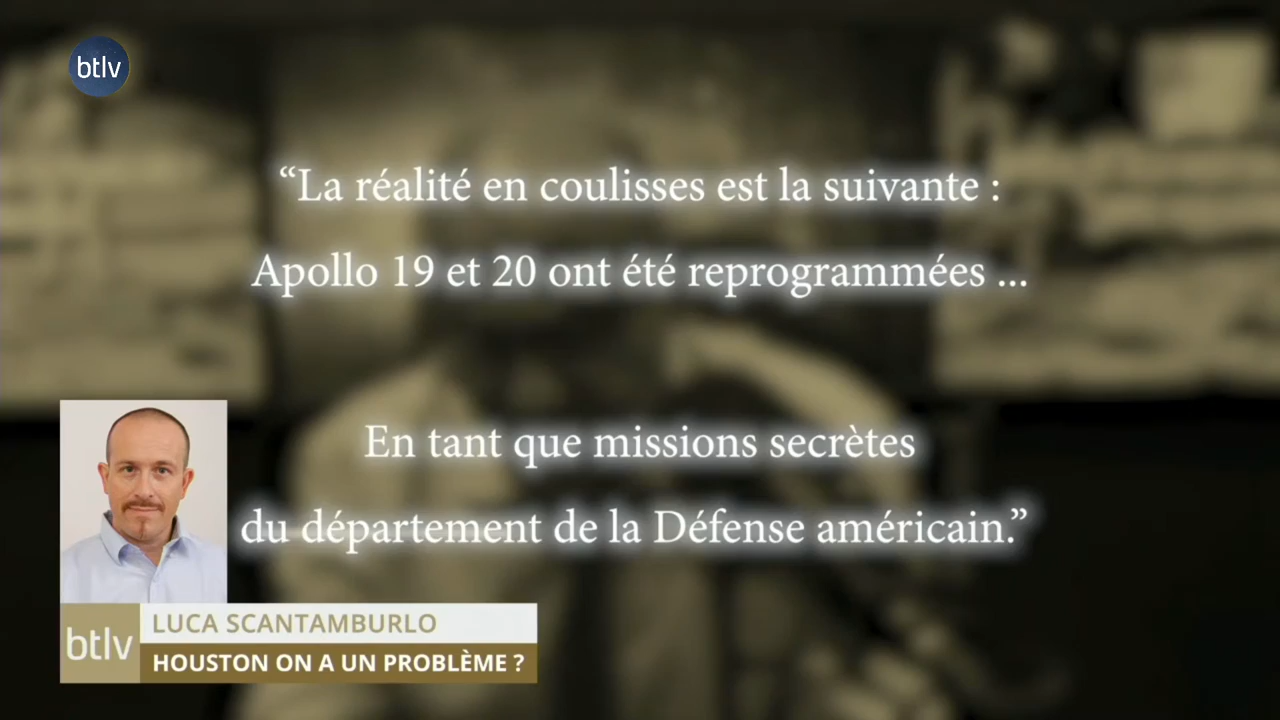 btlv
“La réalité en coulisses est la suivante :
Apollo 19 et 20 ont été reprogrammées ...
En tant que missions secrètes
du département de la Défense américain.”
btlv
LUCA SCANTAMBURLO
HOUSTON ON A UN PROBLÈME ?